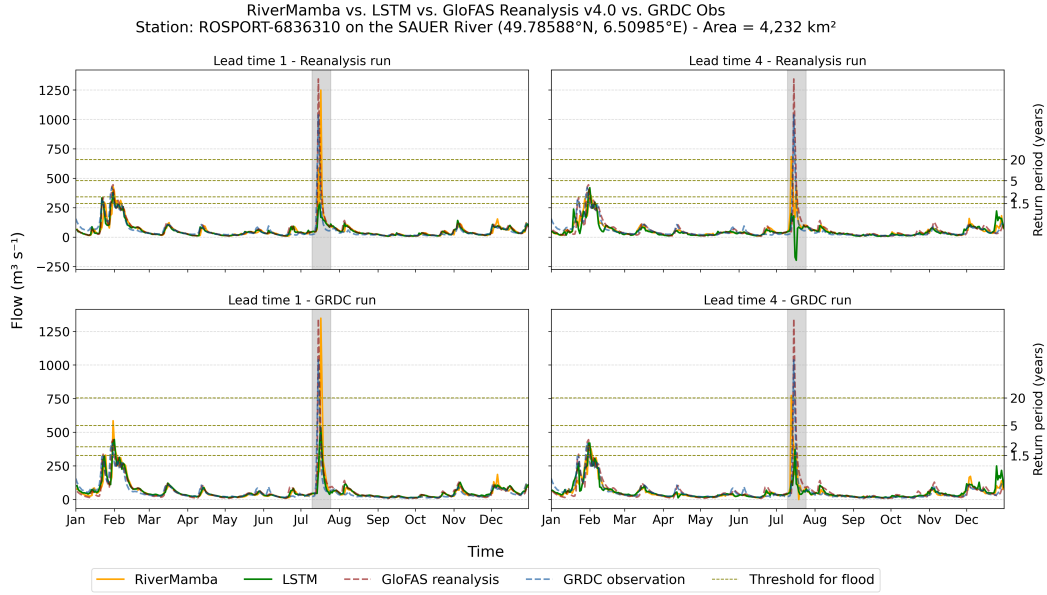 RiverMamba vs. LSTM vs. GloFAS Reanalysis v4.0 vs. GRDC Obs
Station: ROSPORT-6836310 on the SAUER River (49.78588°N, 6.50985°E) - Area = 4,232 km²
Lead time 1 - Reanalysis run
Lead time 4 - Reanalysis run
1250
1000
750
500
250
0
−250
20
5
2
1.5
Return period (years)
Flow (m³ s⁻¹)
Lead time 1 - GRDC run
Lead time 4 - GRDC run
1250
1000
750
500
250
0
20
5
2
1.5
Return period (years)
Jan Feb Mar Apr May Jun Jul Aug Sep Oct Nov Dec
Jan Feb Mar Apr May Jun Jul Aug Sep Oct Nov Dec
Time
RiverMamba LSTM GloFAS reanalysis GRDC observation Threshold for flood